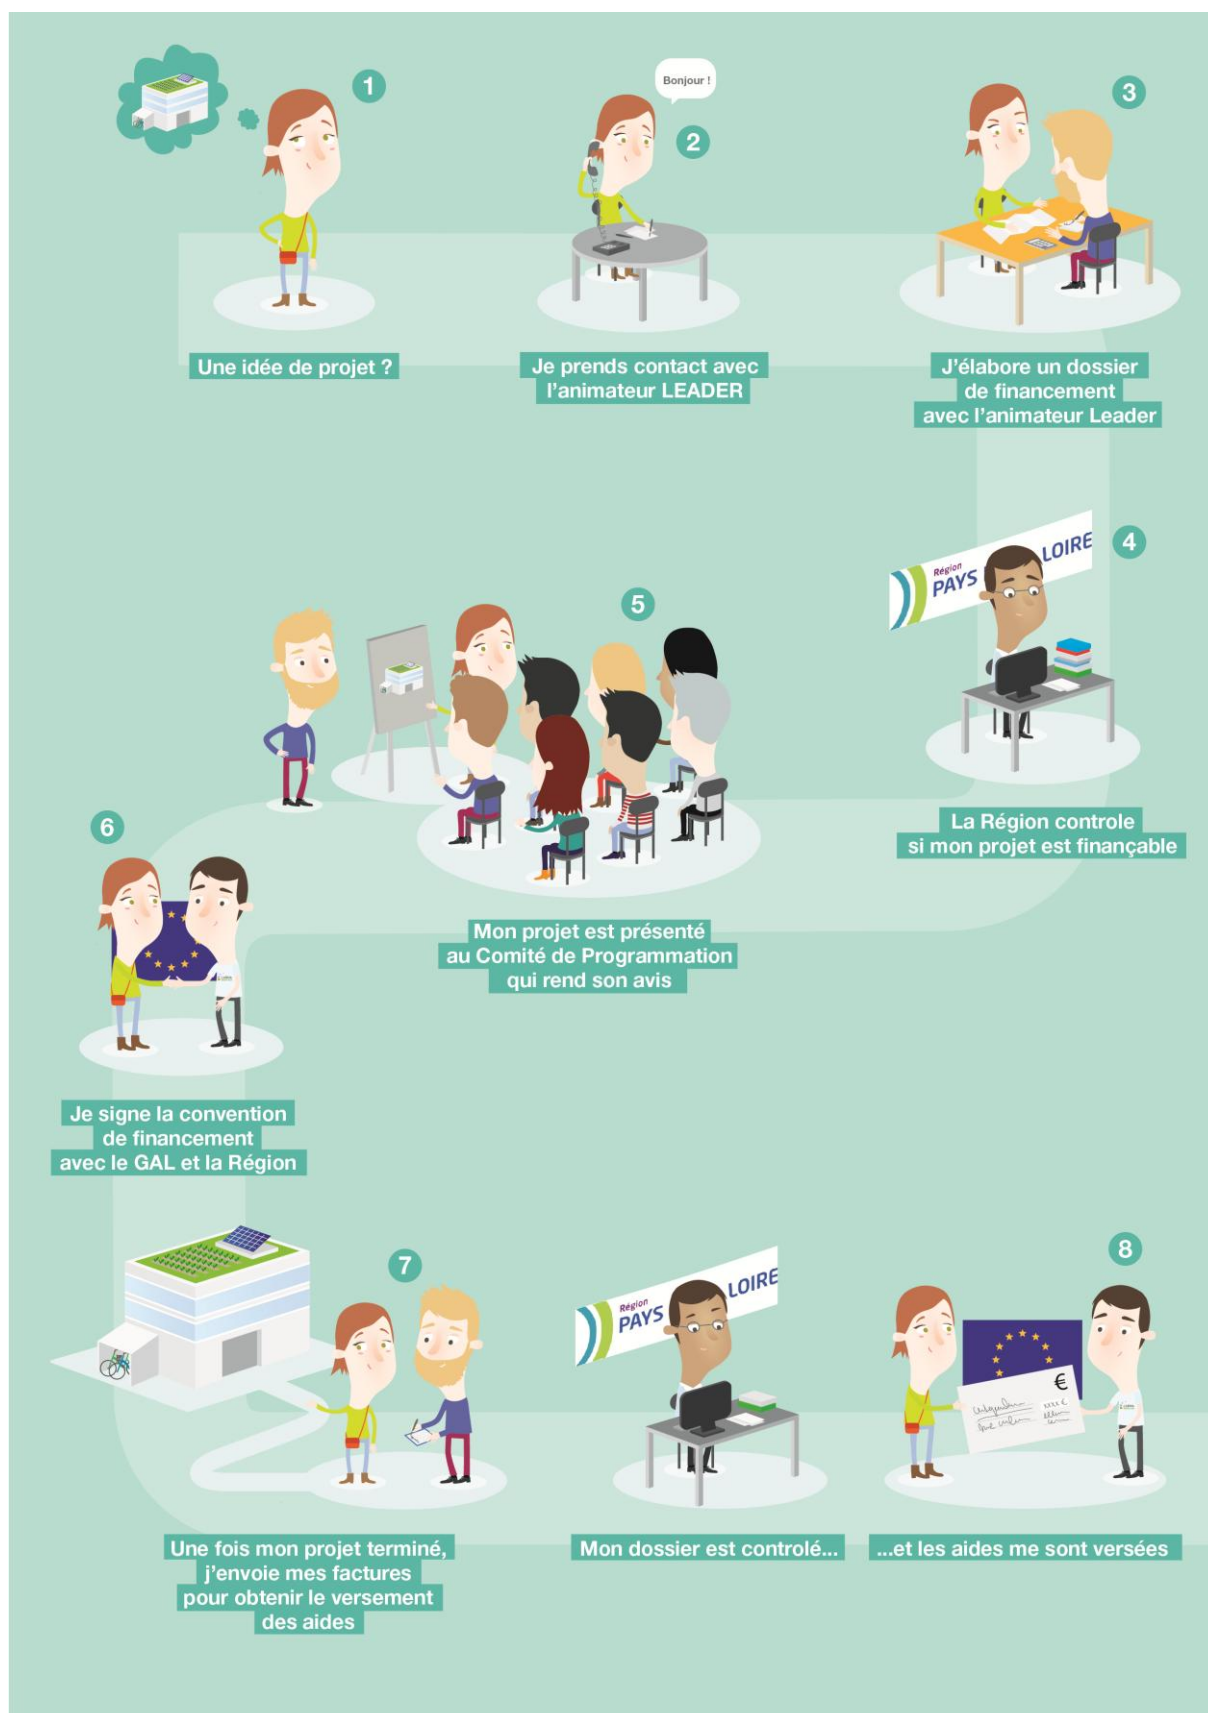 1
Une idée de projet ?
Bonjour !
2
Je prends contact avec
l'animateur LEADER
3
J'élabore un dossier
de financement
avec l'animateur Leader
Région
PAYS LOIRE
4
La Région controle
si mon projet est finançable
5
Mon projet est présenté
au Comité de Programmation
qui rend son avis
6
Je signe la convention
de financement
avec le GAL et la Région
7
Une fois mon projet terminé,
j'envoie mes factures
pour obtenir le versement
des aides
Région
PAYS LOIRE
Mon dossier est controlé...
8
€
xxxx €
...et les aides me sont versées